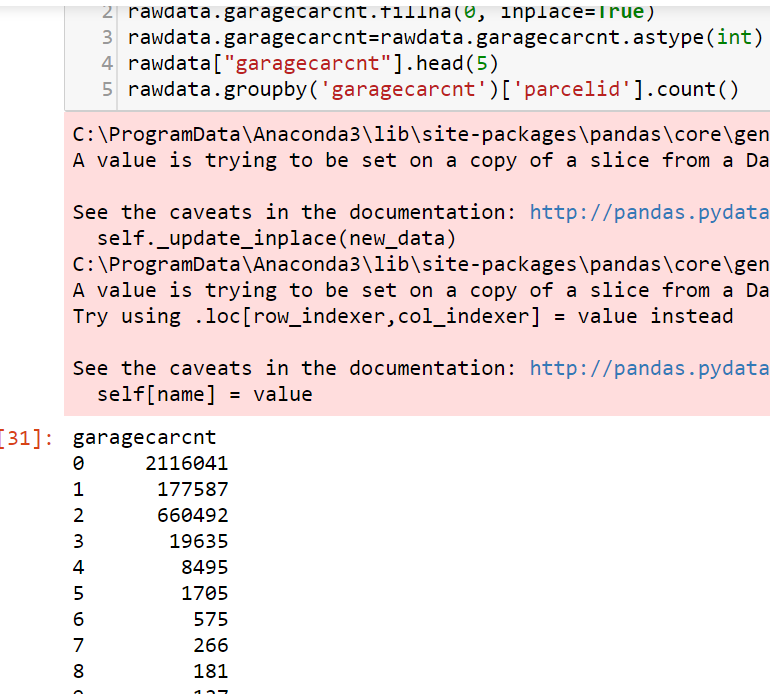 2 rawdata.garagecarcnt.fillna(0, inplace=True)
3 rawdata.garagecarcnt=rawdata.garagecarcnt.astype(int)
4 rawdata["garagecarcnt"].head(5)
5 rawdata.groupby('garagecarcnt')['parcelid'].count()
C:\ProgramData\Anaconda3\lib\site-packages\pandas\core\gen
A value is trying to be set on a copy of a slice from a Da
See the caveats in the documentation: http://pandas.pydata
self._update_inplace(new_data)
C:\ProgramData\Anaconda3\lib\site-packages\pandas\core\gen
A value is trying to be set on a copy of a slice from a Da
Try using .loc[row_indexer,col_indexer] = value instead
See the caveats in the documentation: http://pandas.pydata
self[name] = value
[31]: garagecarcnt
0 2116041
1 177587
2 660492
3 19635
4 8495
5 1705
6 575
7 266
8 181